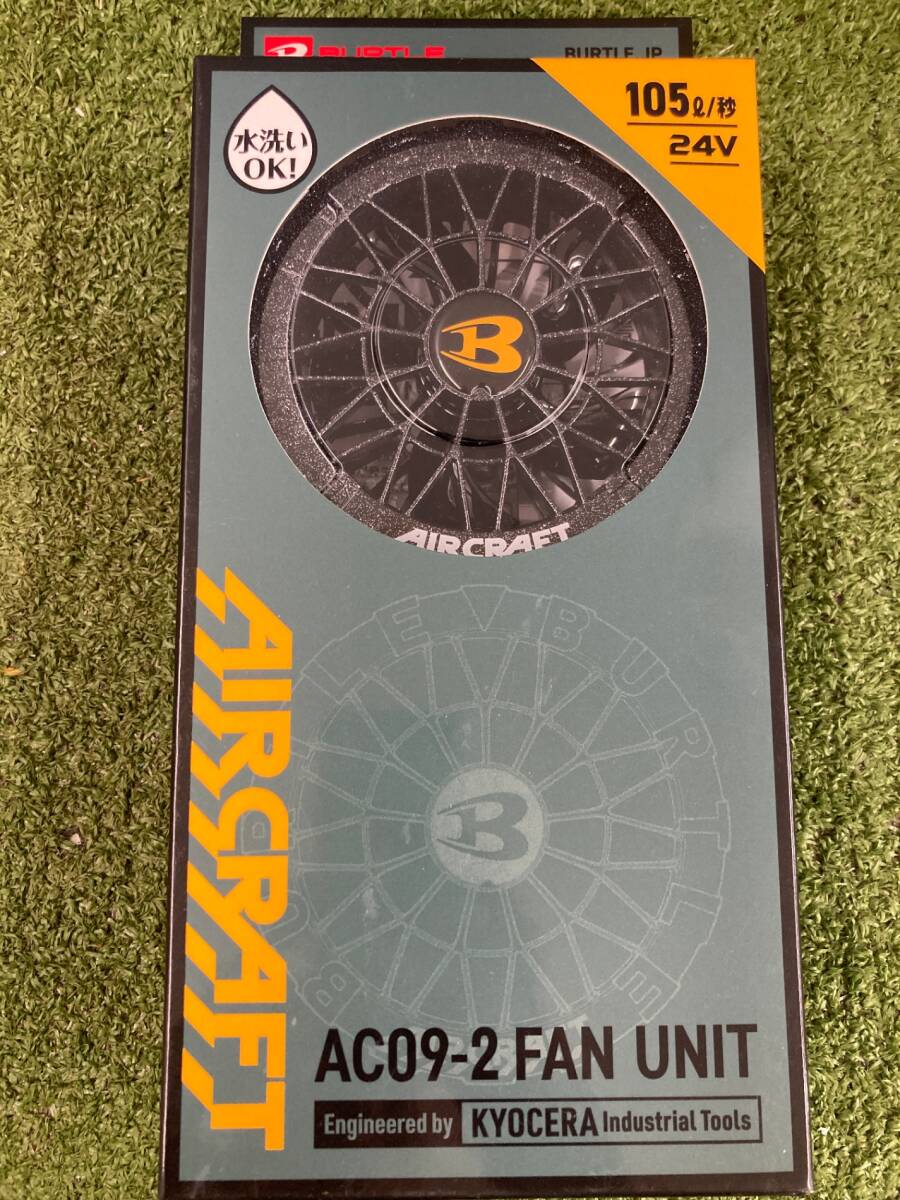 BURTLE
BURTLE.JP
水洗い
OK!
105ℓ/秒
24V
B
AIRCRAFT
AIRCRAFT
BURTLE
B
AC09-2 FAN UNIT
Engineered by KYOCERA Industrial Tools